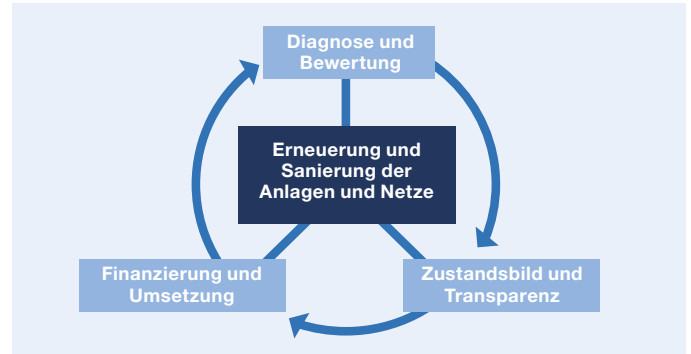 Diagnose und
Bewertung
Erneuerung und
Sanierung der
Anlagen und Netze
Finanzierung und
Umsetzung
Zustandsbild und
Transparenz